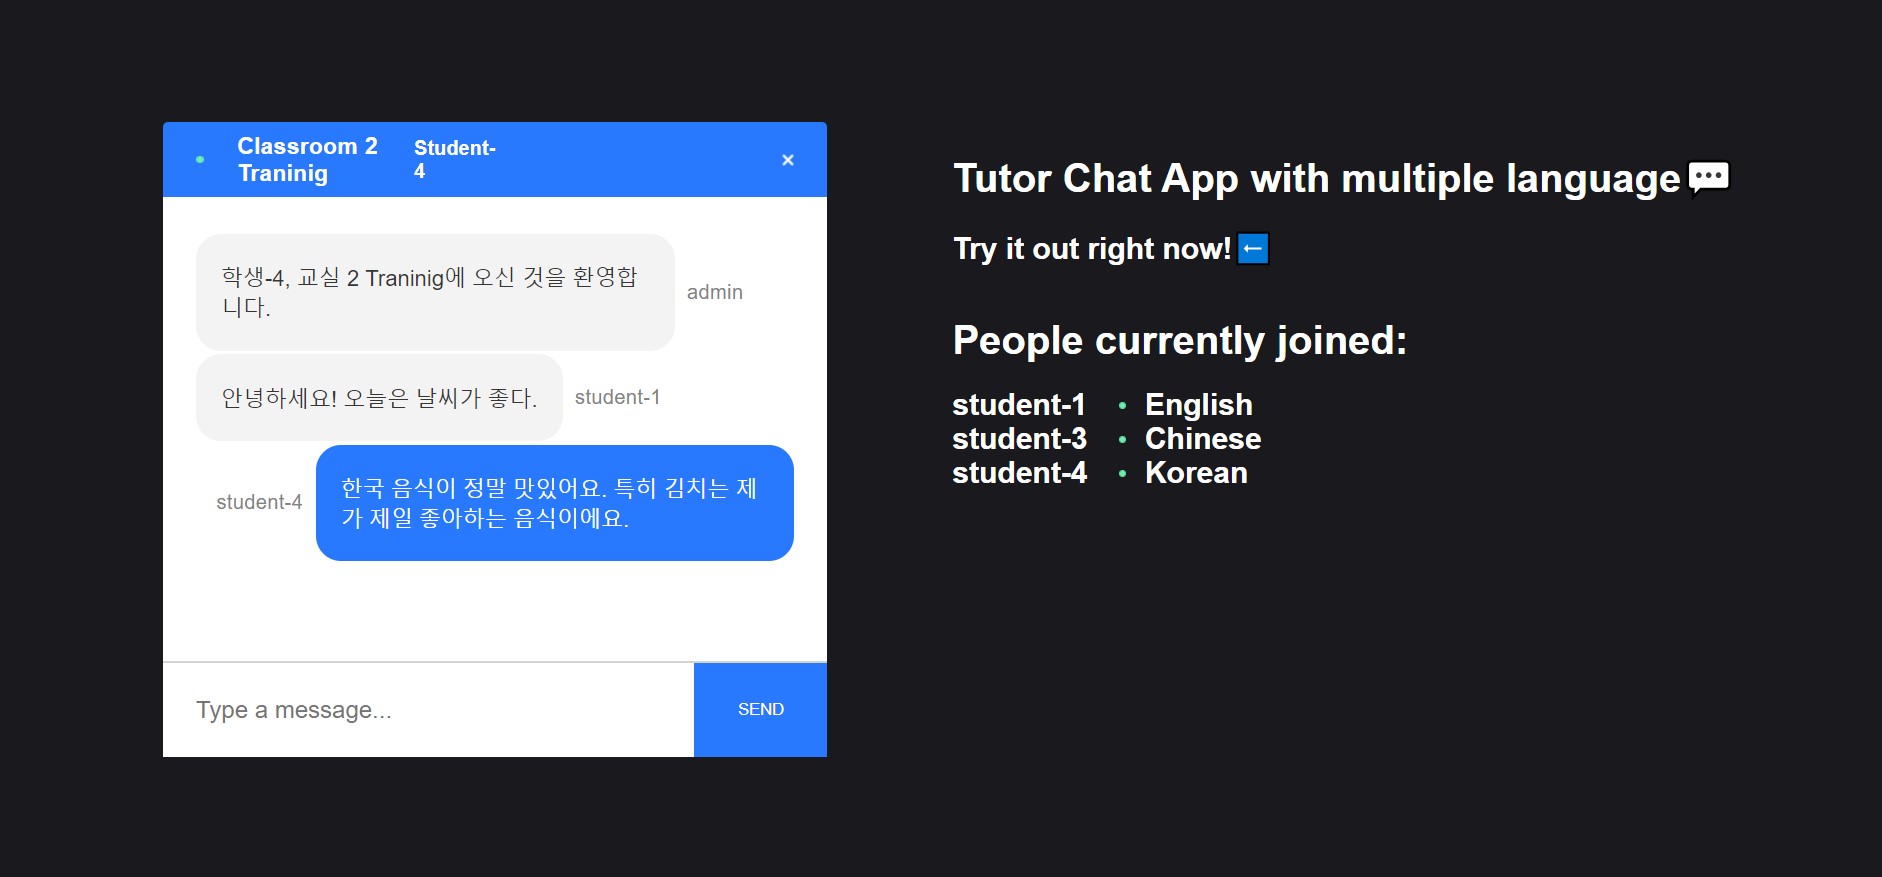 Classroom 2
Traninig
Student-
4
×
학생-4, 교실 2 Traninig에 오신 것을 환영합
니다.
admin
안녕하세요! 오늘은 날씨가 좋다.
student-1
student-4
한국 음식이 정말 맛있어요. 특히 김치는 제
가 제일 좋아하는 음식이에요.
Type a message...
SEND
Tutor Chat App with multiple language💬
Try it out right now!⬅️
People currently joined:
student-1 • English
student-3 • Chinese
student-4 • Korean